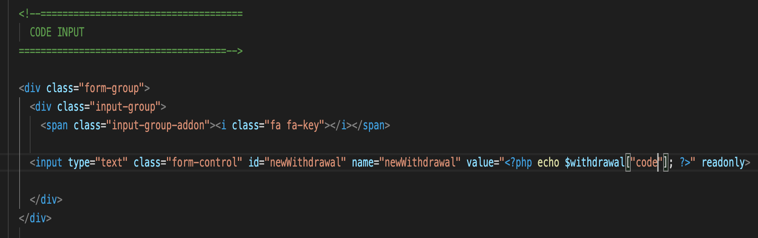 <!--=====================================
CODE INPUT
======================================-->
<div class="form-group">
<div class="input-group">
<span class="input-group-addon"><i class="fa fa-key"></i></span>
<input type="text" class="form-control" id="newWithdrawal" name="newWithdrawal" value="<?php echo $withdrawal["code"]; ?>" readonly>
</div>
</div>